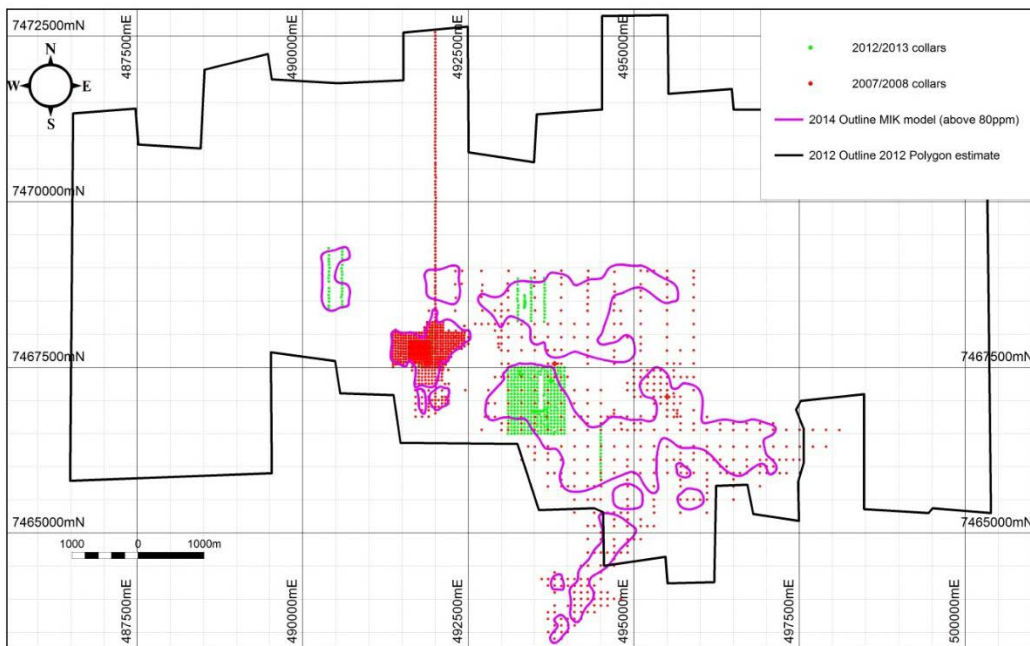 7472500mN
487500mE
490000mE
492500mE
495000mE
N
W
E
S
2012/2013 collars
2007/2008 collars
2014 Outline MIK model (above 80ppm)
2012 Outline 2012 Polygon estimate
7470000mN
7467500mN
7467500mN
7465000mN
7465000mN
1000
0
1000m
487500mE
490000mE
492500mE
495000mE
497500mE
500000mE